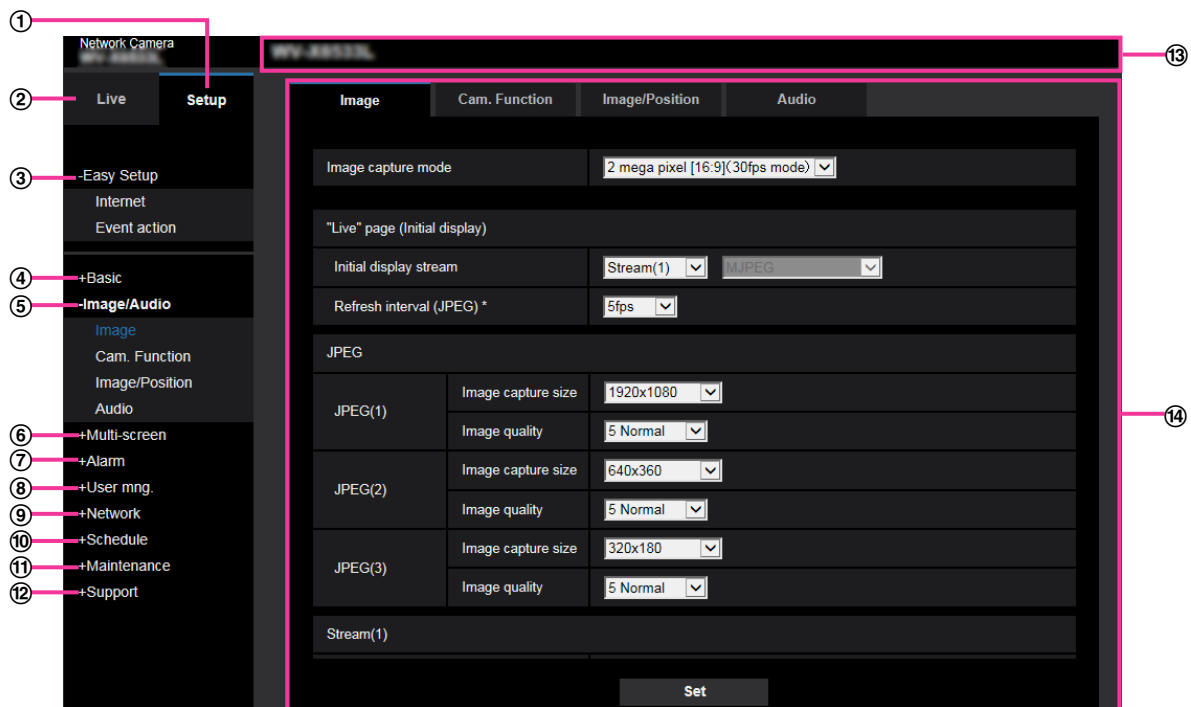 ①
Network Camera
② Live Setup
③ -Easy Setup
Internet
Event action
④ +Basic
⑤ -Image/Audio
Image
Cam. Function
Image/Position
Audio
⑥ +Multi-screen
⑦ +Alarm
⑧ +User mng.
⑨ +Network
⑩ +Schedule
⑪ +Maintenance
⑫ +Support
⑬
Image Cam. Function Image/Position Audio
Image capture mode 2 mega pixel [16:9](30fps mode)
"Live" page (Initial display)
Initial display stream Stream(1) MJPEG
Refresh interval (JPEG) * 5fps
JPEG
JPEG(1)
Image capture size 1920x1080
Image quality 5 Normal
JPEG(2)
Image capture size 640x360
Image quality 5 Normal
JPEG(3)
Image capture size 320x180
Image quality 5 Normal
Stream(1)
Set
⑭